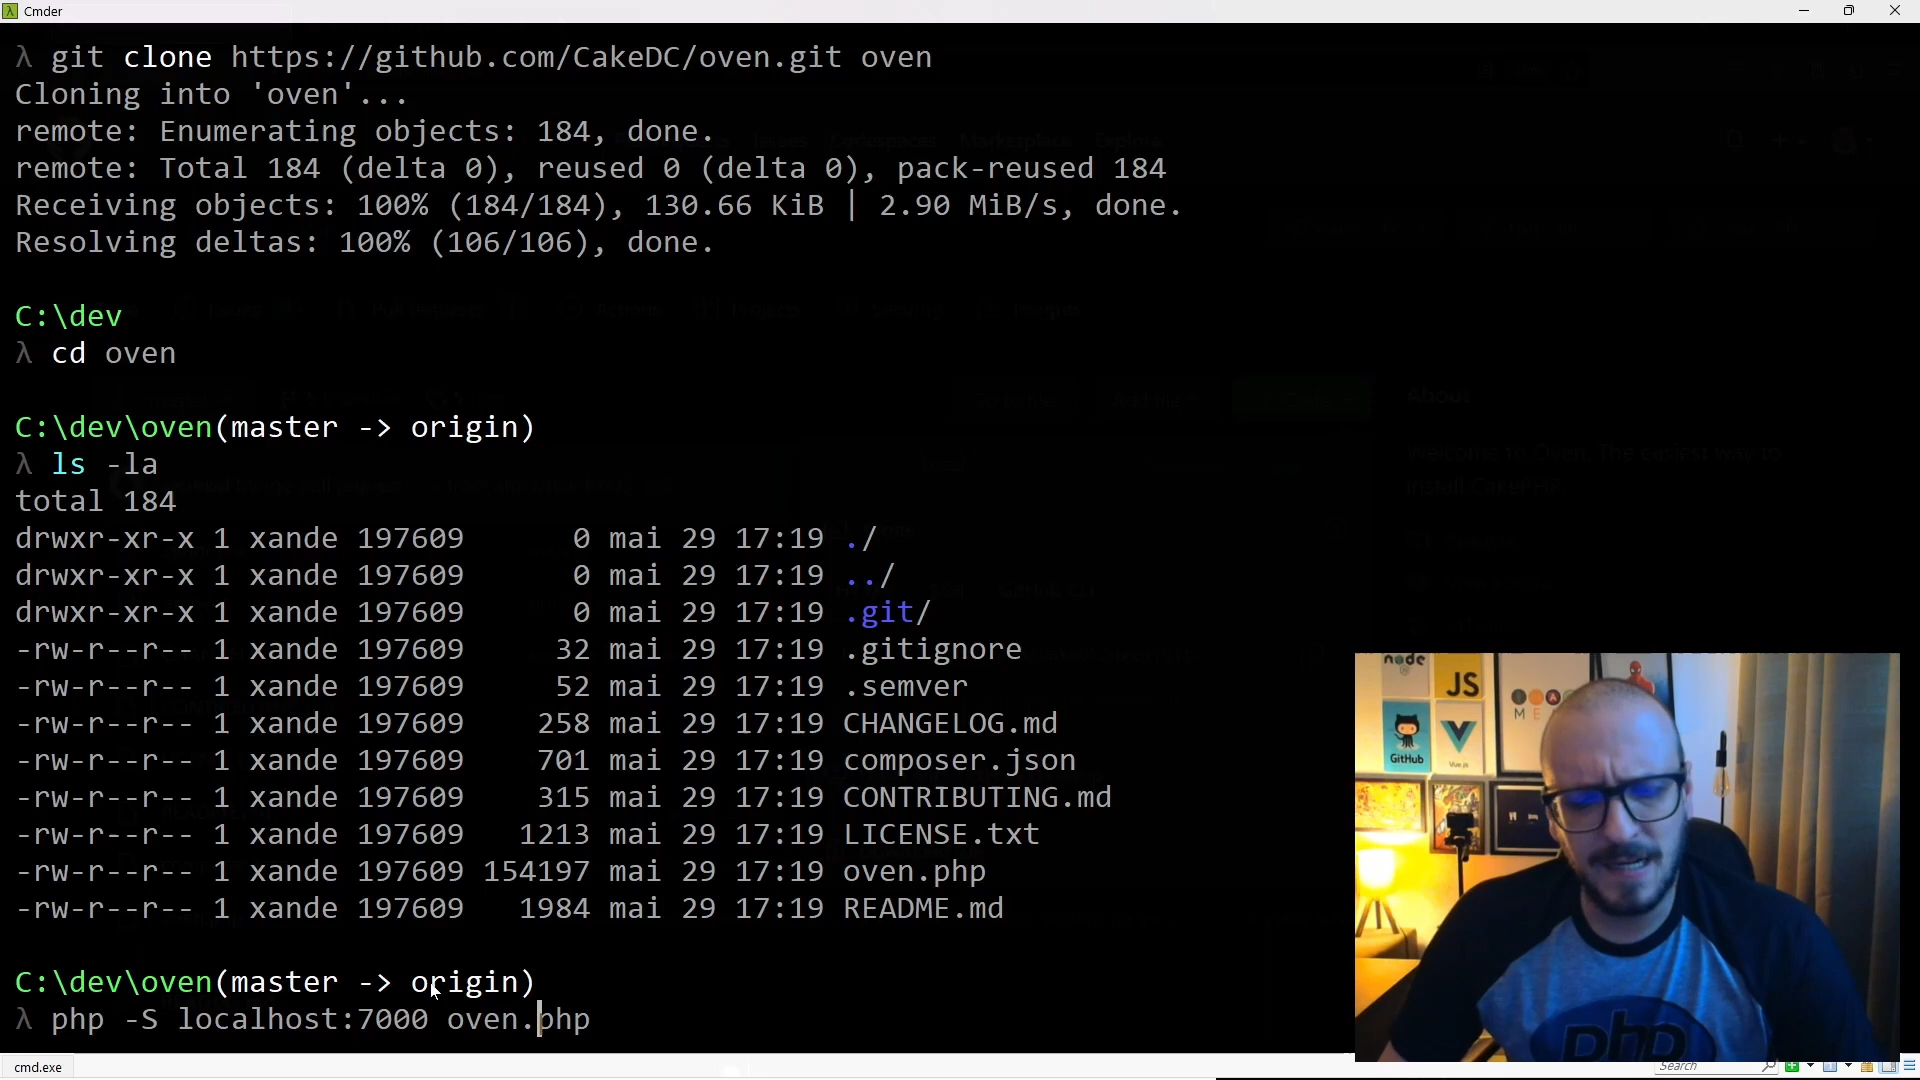 Cmder
λ git clone https://github.com/CakeDC/oven.git oven
Cloning into 'oven'...
remote: Enumerating objects: 184, done.
remote: Total 184 (delta 0), reused 0 (delta 0), pack-reused 184
Receiving objects: 100% (184/184), 130.66 KiB | 2.90 MiB/s, done.
Resolving deltas: 100% (106/106), done.
C:\dev
λ cd oven
C:\dev\oven(master -> origin)
λ ls -la
total 184
drwxr-xr-x 1 xande 197609 0 mai 29 17:19 ./
drwxr-xr-x 1 xande 197609 0 mai 29 17:19 ../
drwxr-xr-x 1 xande 197609 0 mai 29 17:19 .git/
-rw-r--r-- 1 xande 197609 32 mai 29 17:19 .gitignore
-rw-r--r-- 1 xande 197609 52 mai 29 17:19 .semver
-rw-r--r-- 1 xande 197609 258 mai 29 17:19 CHANGELOG.md
-rw-r--r-- 1 xande 197609 701 mai 29 17:19 composer.json
-rw-r--r-- 1 xande 197609 315 mai 29 17:19 CONTRIBUTING.md
-rw-r--r-- 1 xande 197609 1213 mai 29 17:19 LICENSE.txt
-rw-r--r-- 1 xande 197609 154197 mai 29 17:19 oven.php
-rw-r--r-- 1 xande 197609 1984 mai 29 17:19 README.md
C:\dev\oven(master -> origin)
λ php -S localhost:7000 oven.php
node
JS
GitHub
Vue.js
php
cmd.exe
Search